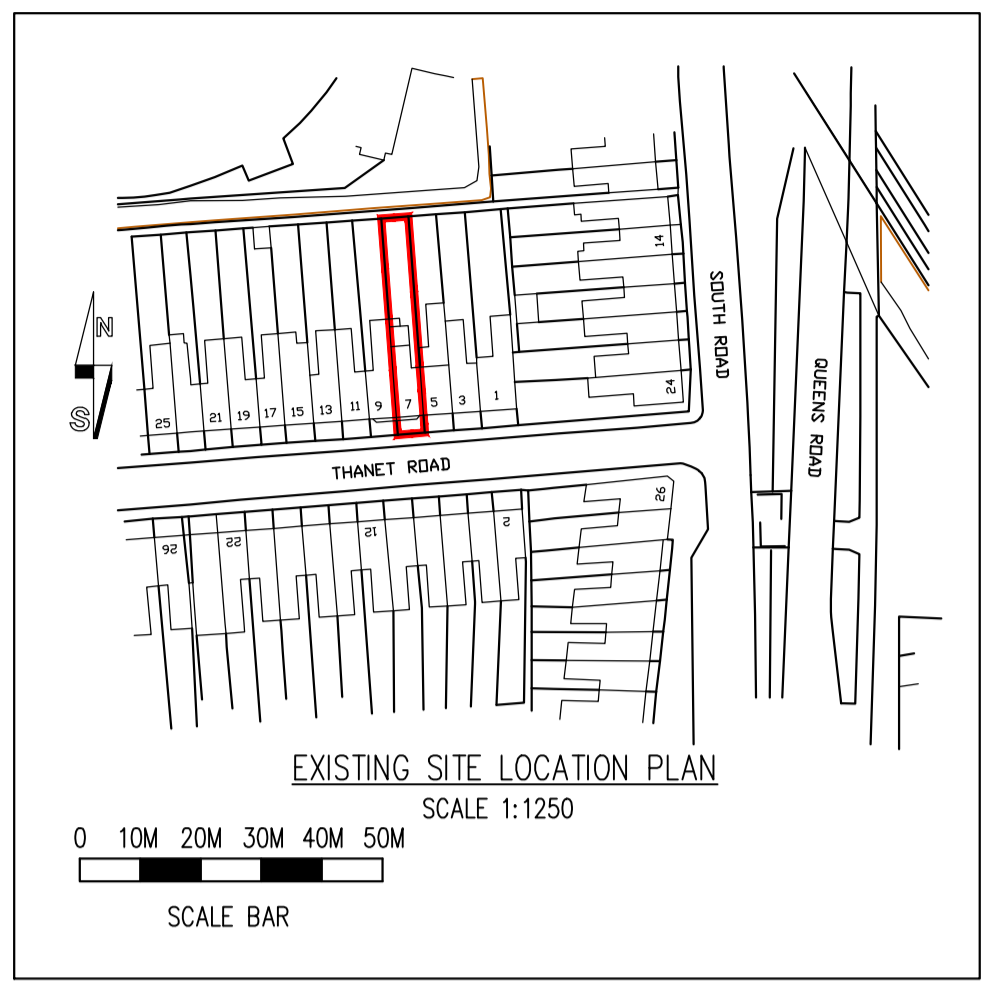 14
SOUTH ROAD
N
QUEENS ROAD
S
24
25
21
19
17
15
13
11
9
7
5
3
1
THANET ROAD
26
26
22
12
2
EXISTING SITE LOCATION PLAN
SCALE 1:1250
0 10M 20M 30M 40M 50M
SCALE BAR